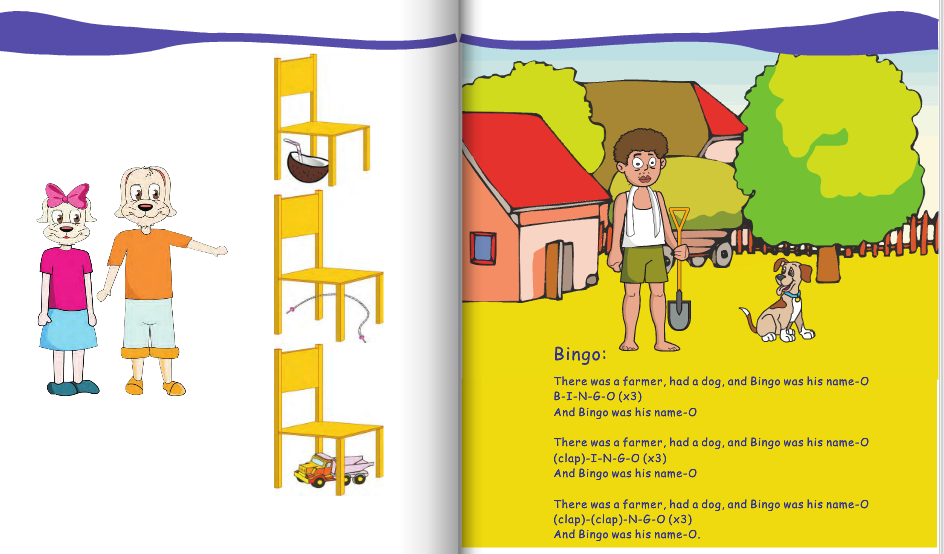 Bingo:
There was a farmer, had a dog, and Bingo was his name-O
B-I-N-G-O (x3)
And Bingo was his name-O
There was a farmer, had a dog, and Bingo was his name-O
(clap)-I-N-G-O (x3)
And Bingo was his name-O
There was a farmer, had a dog, and Bingo was his name-O
(clap)-(clap)-N-G-O (x3)
And Bingo was his name-O.